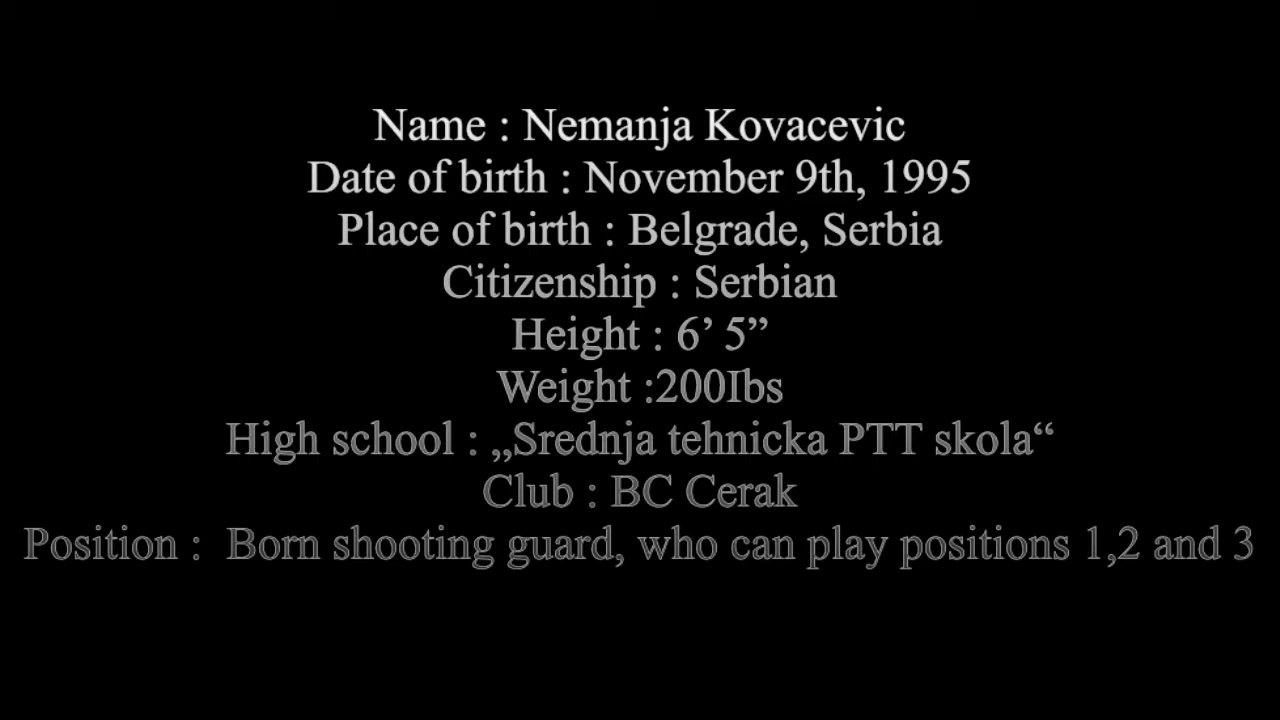 Name : Nemanja Kovacevic
Date of birth : November 9th, 1995
Place of birth : Belgrade, Serbia
Citizenship : Serbian
Height : 6’ 5”
Weight :200Ibs
High school : „Srednja tehnicka PTT skola“
Club : BC Cerak
Position :  Born shooting guard, who can play positions 1,2 and 3